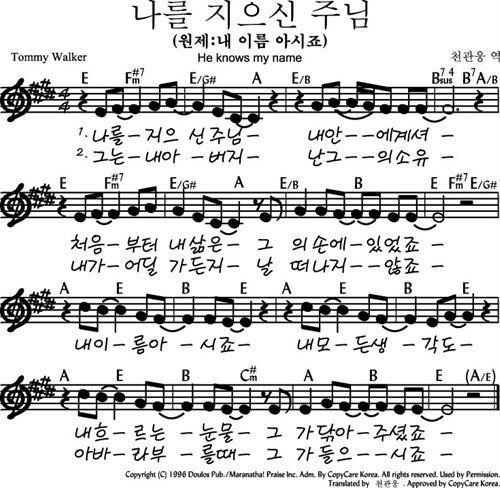 나를 지으신 주님
(원제:내 이름 아시죠)
Tommy Walker He knows my name 천관웅 역
E F#m7 E/G# A E/B B7sus4 B7 A/B
1. 나를- 지으 신주님- 내안--에계셔 -
2. 그는-내아- 버지- 난그--의소유 -
E F#m7 E/G# A E/B B E F#m7 E/G#
처음-부터 내삶은- 그 의손에-있었죠-
내가-어딜 가든지- 날 떠나지--않죠-
A E B E A E B
내이-름아-시죠- 내모-든생-각도-
A E B C#m A B E (A/E)
내흐-르는-눈물- 그 가닦아-주셨죠-
아바-라부-를때-그 가들으--시죠-
Copyright (C) 1996 Doulos Pub./Maranatha! Praise Inc. Adm. By CopyCare Korea. All rights reserved. Used by Permission.
Translated by 천관웅 . Approved by CopyCare Korea.